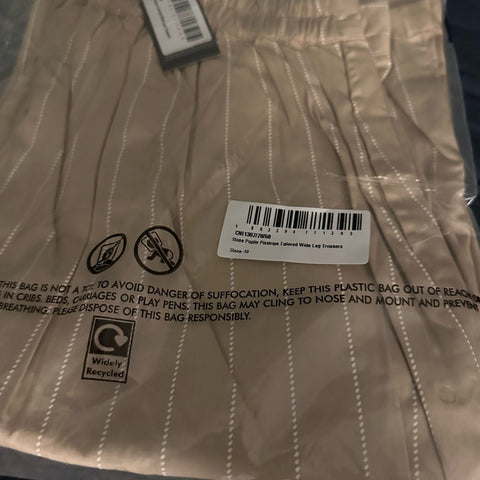 Stone Poplin Pinstripe Tailored Wide Leg Trousers
THIS BAG IS NOT A TOY. TO AVOID DANGER OF SUFFOCATION, KEEP THIS PLASTIC BAG OUT OF REACH
IN CRIBS. BEDS, CARRIAGES OR PLAY PENS. THIS BAG MAY CLING TO NOSE AND MOUNT AND PREVENT
BREATHING. PLEASE DISPOSE OF THIS BAG RESPONSIBLY.
Widely
Recycled